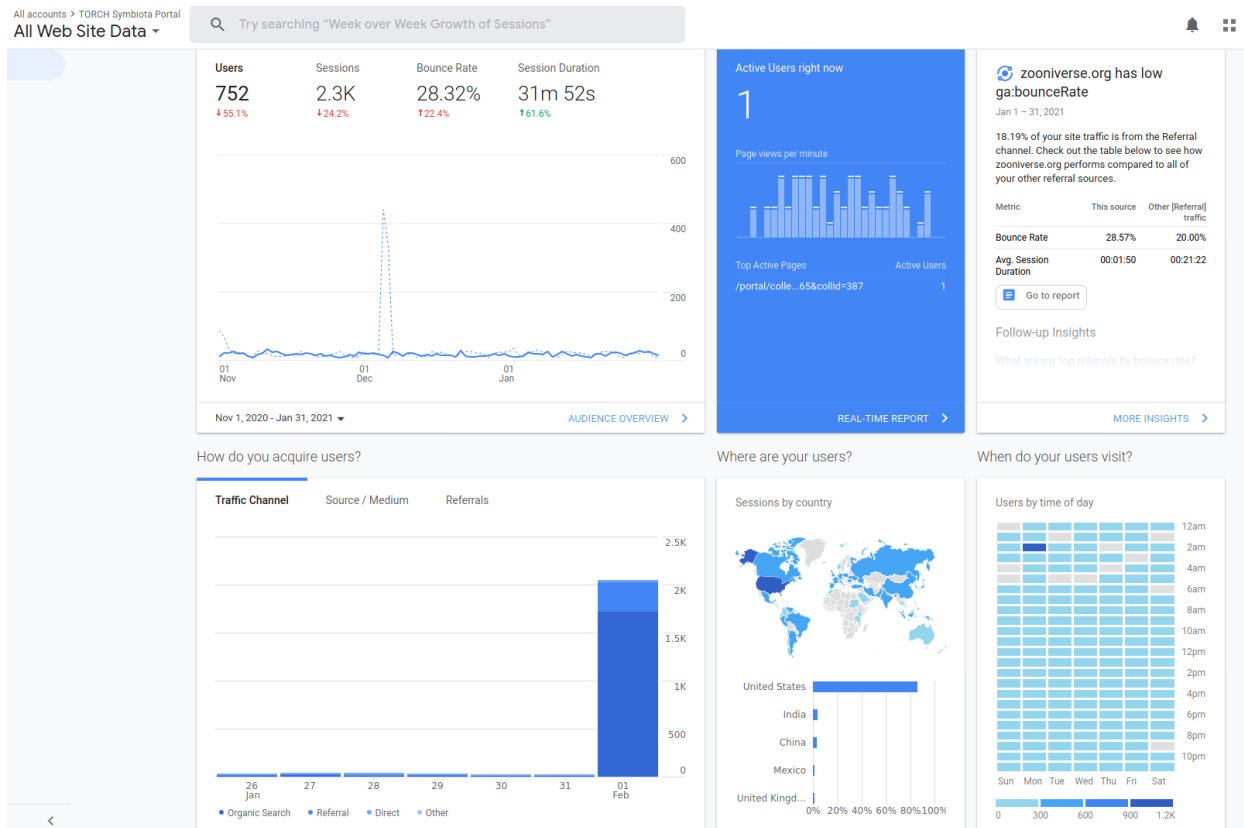 All accounts > TORCH Symbiota Portal
All Web Site Data
Try searching “Week over Week Growth of Sessions”
Users
752
↓55.1%
Sessions
2.3K
↓24.2%
Bounce Rate
28.32%
↑22.4%
Session Duration
31m 52s
↑61.6%
600
400
200
0
01
Nov
01
Dec
01
Jan
Nov 1, 2020 - Jan 31, 2021
AUDIENCE OVERVIEW
Active Users right now
1
Page views per minute
Top Active Pages Active Users
/portal/colle...65&collid=387 1
REAL-TIME REPORT
zooniverse.org has low
ga:bounceRate
Jan 1 – 31, 2021
18.19% of your site traffic is from the Referral
channel. Check out the table below to see how
zooniverse.org performs compared to all of
your other referral sources.
Metric This source Other [Referral]
traffic
Bounce Rate 28.57% 20.00%
Avg. Session 00:01:50 00:21:22
Duration
Go to report
Follow-up Insights
What are my top referrals by bounce rate?
MORE INSIGHTS
How do you acquire users?
Traffic Channel Source / Medium Referrals
2.5K
2K
1.5K
1K
500
0
26
Jan
27
28
29
30
31
01
Feb
Organic Search Referral Direct Other
Where are your users?
Sessions by country
United States
India
China
Mexico
United Kingd...
0% 20% 40% 60% 80% 100%
When do your users visit?
Users by time of day
12am
2am
4am
6am
8am
10am
12pm
2pm
4pm
6pm
8pm
10pm
Sun Mon Tue Wed Thu Fri Sat
0 300 600 900 1.2K